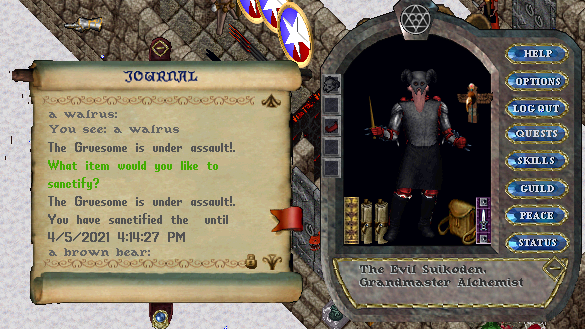 JOURNAL
a walrus:
You see: a walrus
The Gruesome is under assault!.
What item would you like to
sanctify?
The Gruesome is under assault!.
You have sanctified the until
4/5/2021 4:14:27 PM
a brown bear:
HELP
OPTIONS
LOG OUT
QUESTS
SKILLS
GUILD
PEACE
STATUS
The Evil Suikoden,
Grandmaster Alchemist